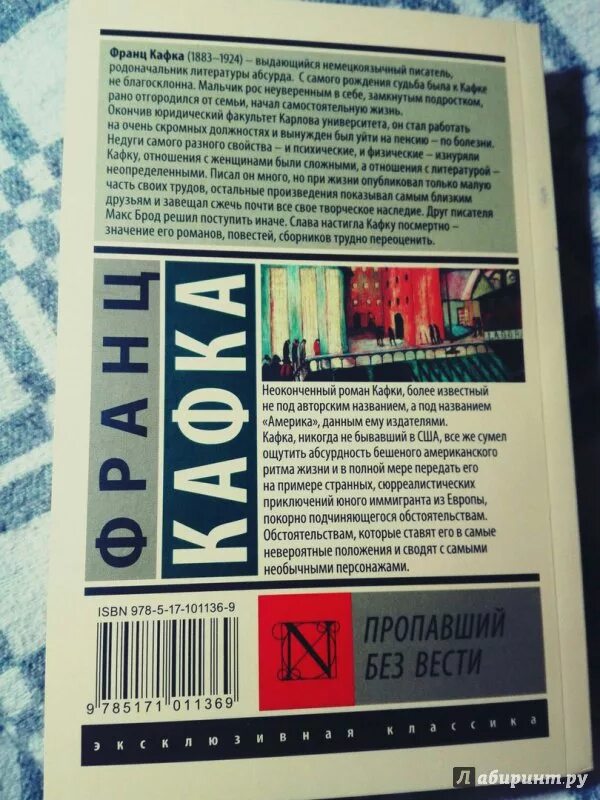 Франц Кафка (1883–1924) – выдающийся немецкоязычный писатель,
родоначальник литературы абсурда. С самого рождения судьба была к Кафке
не благосклонна. Мальчик рос неуверенным в себе, замкнутым подростком,
рано отгородился от семьи, начал самостоятельную жизнь.
Окончив юридический факультет Карлова университета, он стал работать
на очень скромных должностях и вынужден был уйти на пенсию – по болезни.
Недуги самого разного свойства – и психические, и физические – изнуряли
Кафку, отношения с женщинами были сложными, а отношения с литературой –
неопределенными. Писал он много, но при жизни опубликовал только малую
часть своих трудов, остальные произведения показывал самым близким
друзьям и завещал сжечь почти все свое творческое наследие. Друг писателя
Макс Брод решил поступить иначе. Слава настигла Кафку посмертно –
значение его романов, повестей, сборников трудно переоценить.
ФРАНЦ
КАФКА
Неоконченный роман Кафки, более известный
не под авторским названием, а под названием
«Америка», данным ему издателями.
Кафка, никогда не бывавший в США, все же сумел
ощутить абсурдность бешеного американского
ритма жизни и в полной мере передать его
на примере странных, сюрреалистических
приключений юного иммигранта из Европы,
покорно подчиняющегося обстоятельствам.
Обстоятельствам, которые ставят его в самые
невероятные положения и сводят с самыми
необычными персонажами.
ISBN 978-5-17-101136-9
9 785171 011369
N
ПРОПАВШИЙ
БЕЗ ВЕСТИ
эксклюзивная классика
Лабиринт.ру